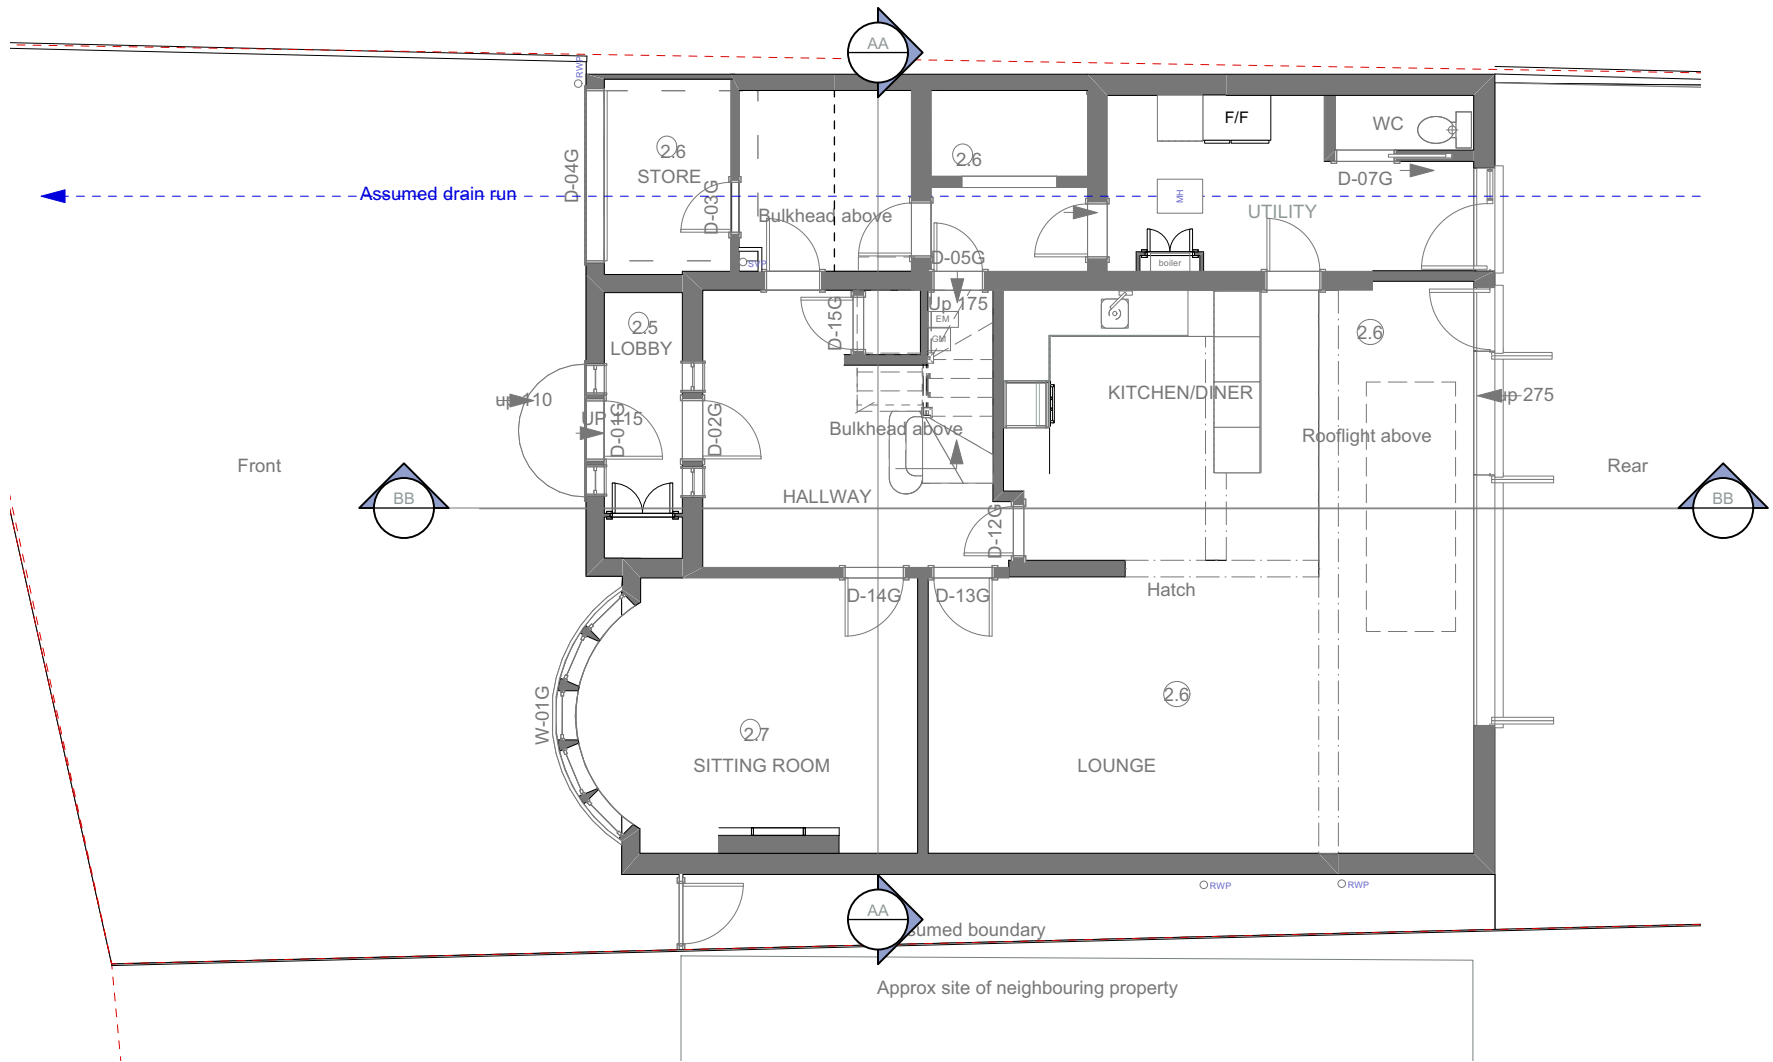 AA
RWP
F/F
WC
2.6
STORE
2.6
D-04G
D-03G
Assumed drain run
Bulkhead above
MH
D-07G
UTILITY
SVP
D-05G
boiler
Up 175
EM
GM
D-15G
2.5
LOBBY
2.6
up 110
UP 115
D-01G
D-02G
KITCHEN/DINER
up 275
Bulkhead above
Rooflight above
Front
Rear
BB
HALLWAY
BB
D-12G
D-14G
D-13G
Hatch
W-01G
2.7
SITTING ROOM
2.6
LOUNGE
RWP
RWP
AA
sumed boundary
Approx site of neighbouring property